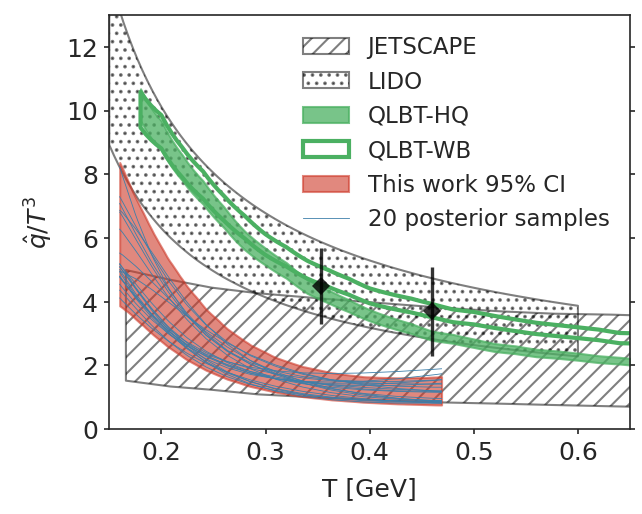 12
10
8
6
4
2
0
q̂/T³
JETSCAPE
LIDO
QLBT-HQ
QLBT-WB
This work 95% CI
20 posterior samples
0.2 0.3 0.4 0.5 0.6
T [GeV]